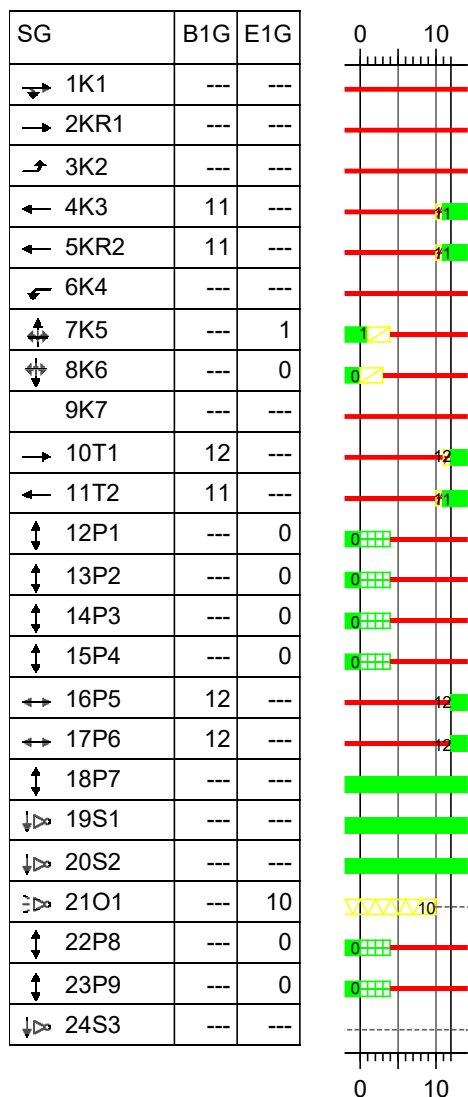 SG B1G E1G 0 10
1K1 --- ---
2KR1 --- ---
3K2 --- ---
4K3 11 --- 11
5KR2 11 --- 11
6K4 --- ---
7K5 --- 1 1
8K6 --- 0 0
9K7 --- ---
10T1 12 --- 12
11T2 11 --- 11
12P1 --- 0 0
13P2 --- 0 0
14P3 --- 0 0
15P4 --- 0 0
16P5 12 --- 12
17P6 12 --- 12
18P7 --- ---
19S1 --- ---
20S2 --- ---
21O1 --- 10 10
22P8 --- 0 0
23P9 --- 0 0
24S3 --- ---
0 10